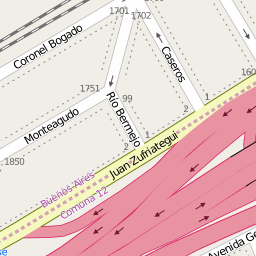 1701
1702
Coronel Bogado
Caseros
160
1751
99
Río Bermejo
2
1
Monteagudo
1850
2
1
Juan Zufriategui
Buenos Aires
Comuna 12
Avenida Ge
se